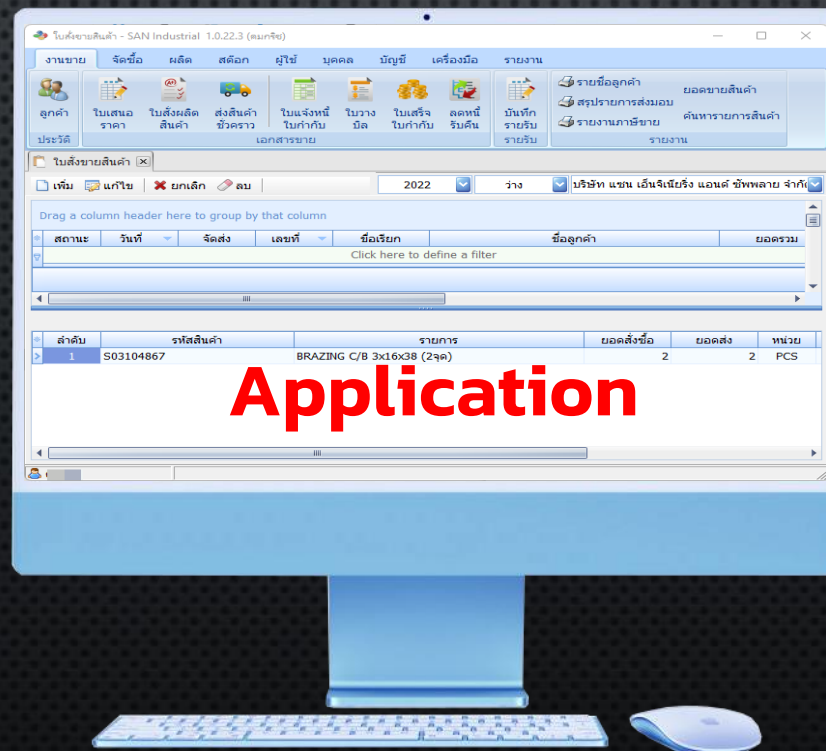 ใบสั่งขายสินค้า - SAN Industrial 1.0.22.3 (ดมกริช)
งานขาย จัดซื้อ ผลิต สต๊อก ผู้ใช้ บุคคล บัญชี เครื่องมือ รายงาน
ลูกค้า ใบเสนอราคา ใบสั่งผลิตสินค้า ส่งสินค้าชั่วคราว ใบแจ้งหนี้ใบกำกับ ใบวางบิล ใบเสร็จใบกำกับ ลดหนี้รับคืน บันทึกรายรับ
รายชื่อลูกค้า ยอดขายสินค้า
สรุปรายการส่งมอบ
รายงานภาษีขาย ค้นหารายการสินค้า
ประวัติ เอกสารขาย รายรับ รายงาน
ใบสั่งขายสินค้า
เพิ่ม แก้ไข ยกเลิก ลบ 2022 ว่าง บริษัท แซน เอ็นจิเนียริ่ง แอนด์ ซัพพลาย จำกั
Drag a column header here to group by that column
สถานะ วันที่ จัดส่ง เลขที่ ชื่อเรียก ชื่อลูกค้า ยอดรวม
Click here to define a filter
ลำดับ รหัสสินค้า รายการ ยอดสั่งซื้อ ยอดส่ง หน่วย
1 S03104867 BRAZING C/B 3x16x38 (2จุด) 2 2 PCS
Application